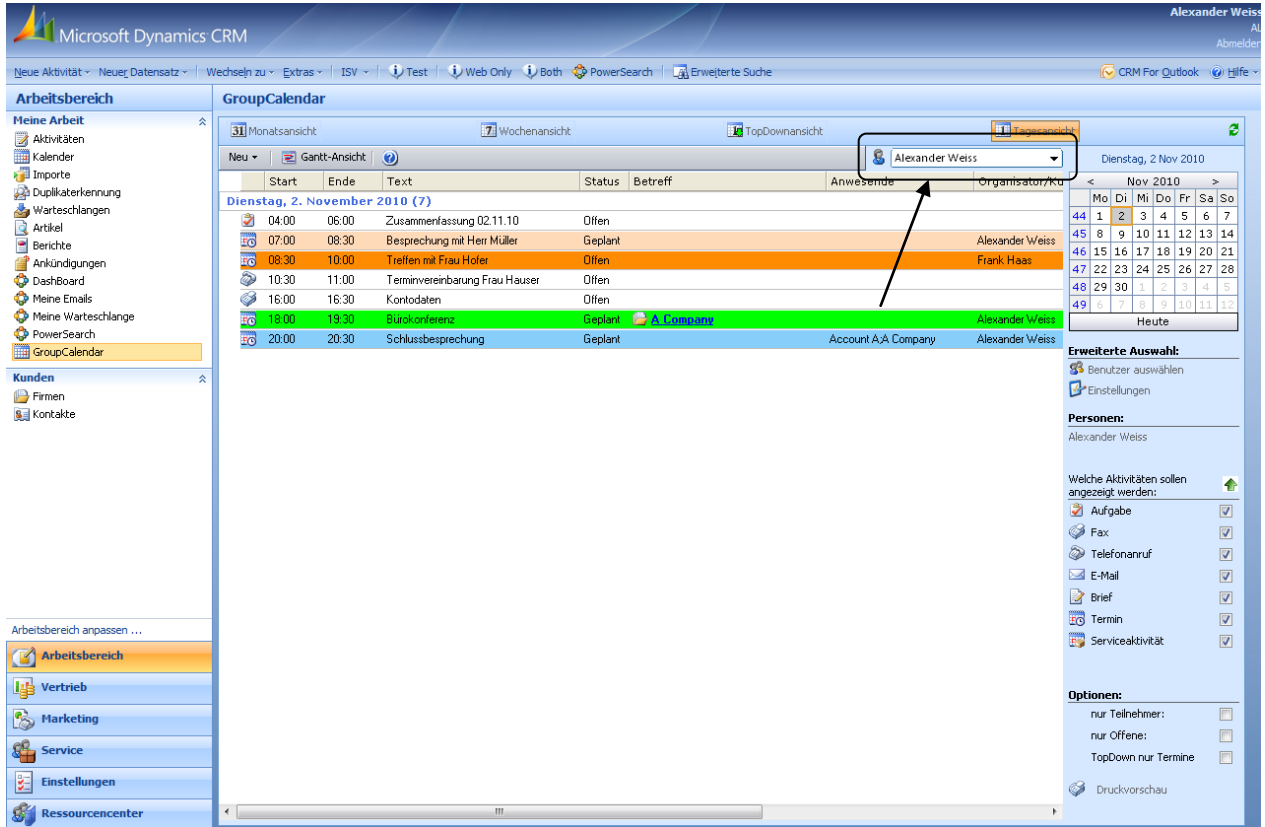 Alexander Weiss
Microsoft Dynamics CRM
Abmelden
Neue Aktivität Neuer Datensatz Wechseln zu Extras ISV Test Web Only Both PowerSearch Erweiterte Suche CRM For Outlook Hilfe
Arbeitsbereich
Meine Arbeit
Aktivitäten
Kalender
Importe
Duplikaterkennung
Warteschlangen
Artikel
Berichte
Ankündigungen
DashBoard
Meine Emails
Meine Warteschlange
PowerSearch
GroupCalendar
Kunden
Firmen
Kontakte
Arbeitsbereich anpassen ...
Arbeitsbereich
Vertrieb
Marketing
Service
Einstellungen
Ressourcencenter
GroupCalendar
31 Monatsansicht 7 Wochenansicht TopDownansicht 1 Tagesansicht
Neu Gantt-Ansicht Alexander Weiss
Start Ende Text Status Betreff Anwesende Organisator/Ku
Dienstag, 2. November 2010 (7)
04:00 06:00 Zusammenfassung 02.11.10 Offen
07:00 08:30 Besprechung mit Herr Müller Geplant Alexander Weiss
08:30 10:00 Treffen mit Frau Hofer Offen Frank Haas
10:30 11:00 Terminvereinbarung Frau Hauser Offen
16:00 16:30 Kontodaten Offen
18:00 19:30 Bürokonferenz Geplant A Company Alexander Weiss
20:00 20:30 Schlussbesprechung Geplant Account A;A Company Alexander Weiss
Dienstag, 2 Nov 2010
< Nov 2010 >
Mo Di Mi Do Fr Sa So
44 1 2 3 4 5 6 7
45 8 9 10 11 12 13 14
46 15 16 17 18 19 20 21
47 22 23 24 25 26 27 28
48 29 30 1 2 3 4 5
49 6 7 8 9 10 11 12
Heute
Erweiterte Auswahl:
Benutzer auswählen
Einstellungen
Personen:
Alexander Weiss
Welche Aktivitäten sollen
angezeigt werden:
Aufgabe
Fax
Telefonanruf
E-Mail
Brief
Termin
Serviceaktivität
Optionen:
nur Teilnehmer:
nur Offene:
TopDown nur Termine
Druckvorschau